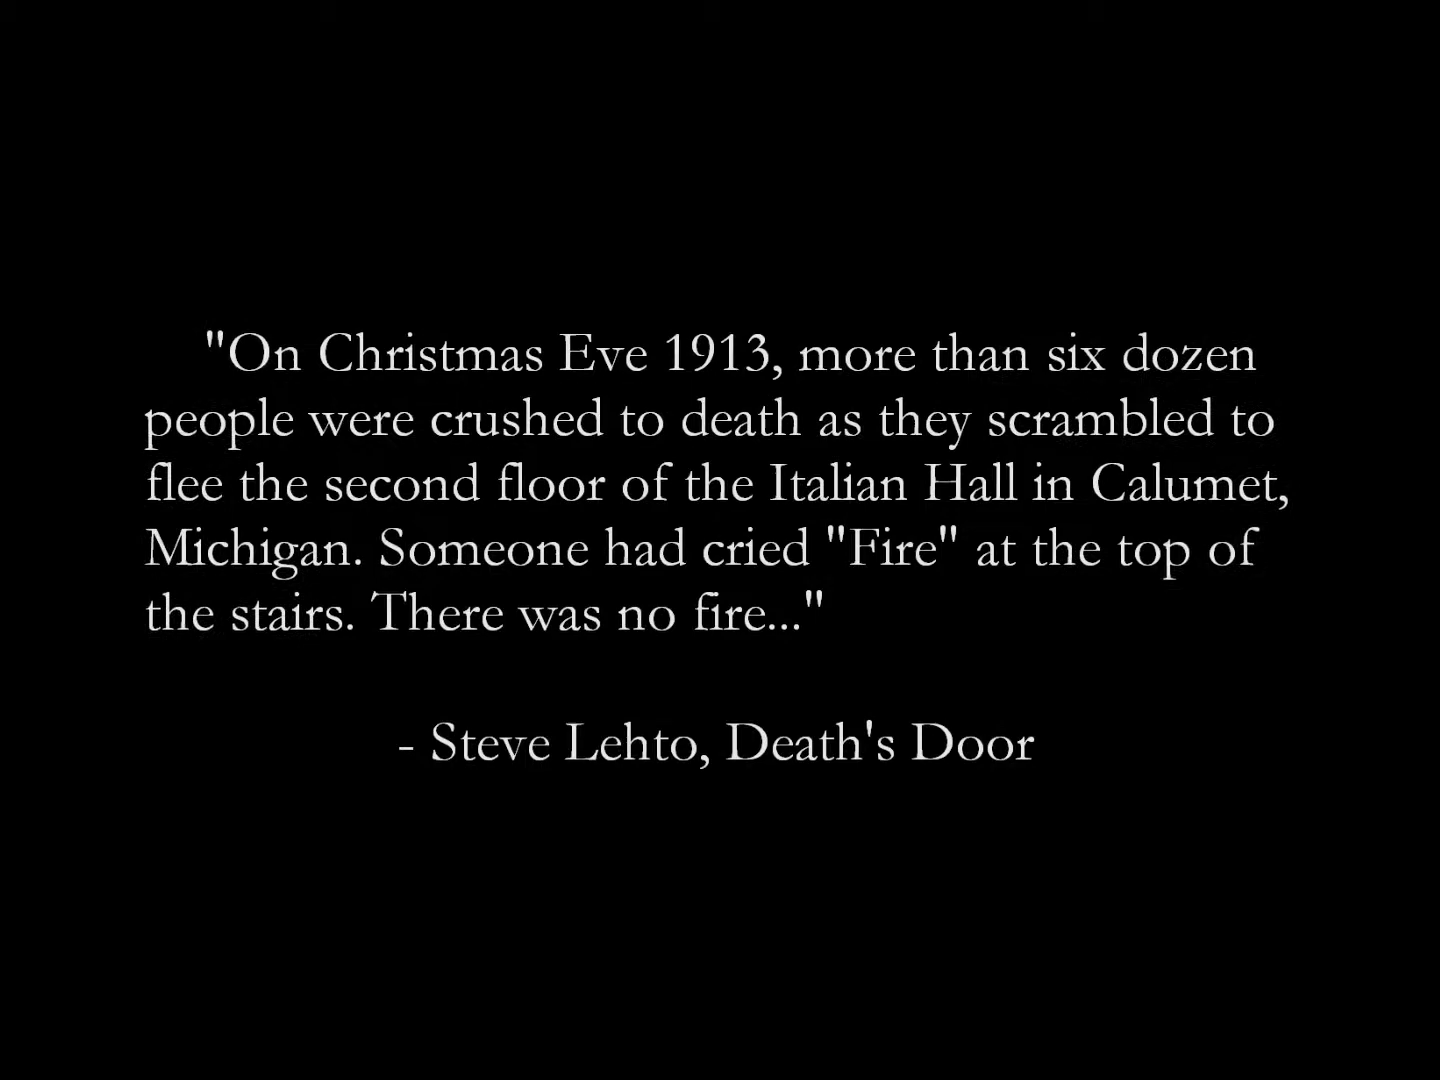 "On Christmas Eve 1913, more than six dozen
people were crushed to death as they scrambled to
flee the second floor of the Italian Hall in Calumet,
Michigan. Someone had cried "Fire" at the top of
the stairs. There was no fire..."
- Steve Lehto, Death's Door